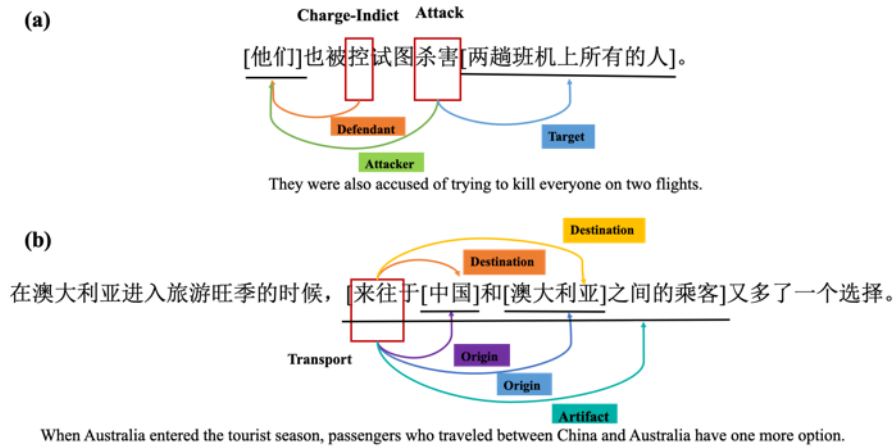 (a)
Charge-Indict Attack
[他们]也被控试图杀害[两趟班机上所有的人]。
Defendant
Target
Attacker
They were also accused of trying to kill everyone on two flights.
(b)
Destination
Destination
在澳大利亚进入旅游旺季的时候，[来往于[中国]和[澳大利亚]之间的乘客]又多了一个选择。
Transport
Origin
Origin
Artifact
When Australia entered the tourist season, passengers who traveled between China and Australia have one more option.